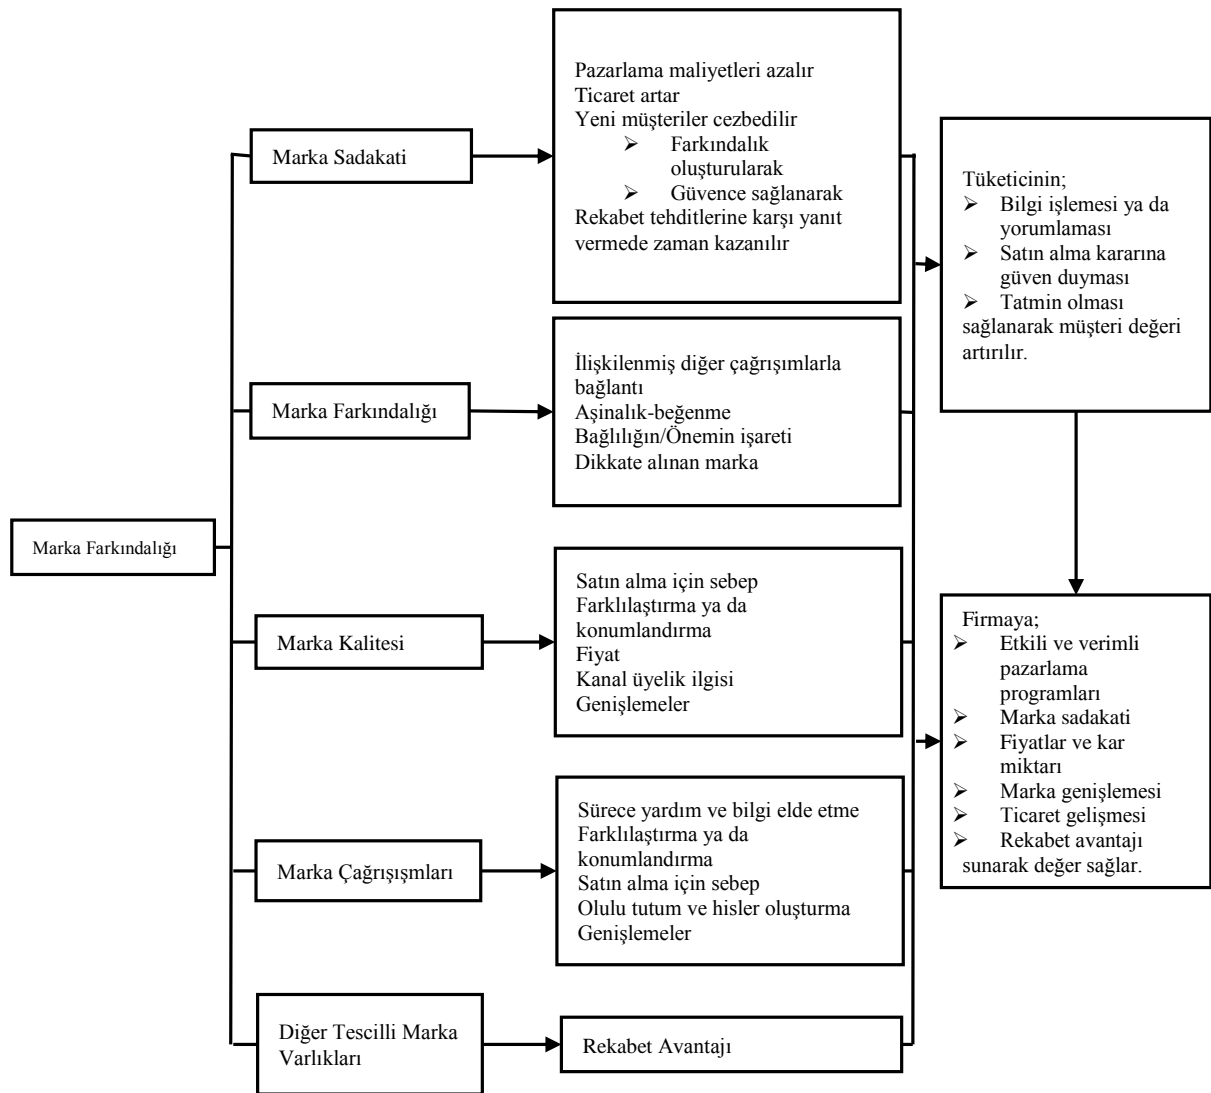 Marka Farkındalığı
Marka Sadakati
Pazarlama maliyetleri azalır
Ticaret artar
Yeni müşteriler cezbedilir
➢ Farkındalık
oluşturularak
➢ Güvence sağlanarak
Rekabet tehditlerine karşı yanıt
vermede zaman kazanılır
Marka Farkındalığı
İlişkilenmiş diğer çağrışımlarla
bağlantı
Aşinalık-beğenme
Bağlılığın/Önemin işareti
Dikkate alınan marka
Marka Kalitesi
Satın alma için sebep
Farklılaştırma ya da
konumlandırma
Fiyat
Kanal üyelik ilgisi
Genişlemeler
Marka Çağrışışmları
Sürece yardım ve bilgi elde etme
Farklılaştırma ya da
konumlandırma
Satın alma için sebep
Olulu tutum ve hisler oluşturma
Genişlemeler
Diğer Tescilli Marka
Varlıkları
Rekabet Avantajı
Tüketicinin;
➢ Bilgi işlemesi ya da
yorumlaması
➢ Satın alma kararına
güven duyması
➢ Tatmin olması
sağlanarak müşteri değeri
artırılır.
Firmaya;
➢ Etkili ve verimli
pazarlama
programları
➢ Marka sadakati
➢ Fiyatlar ve kar
miktarı
➢ Marka genişlemesi
➢ Ticaret gelişmesi
➢ Rekabet avantajı
sunarak değer sağlar.